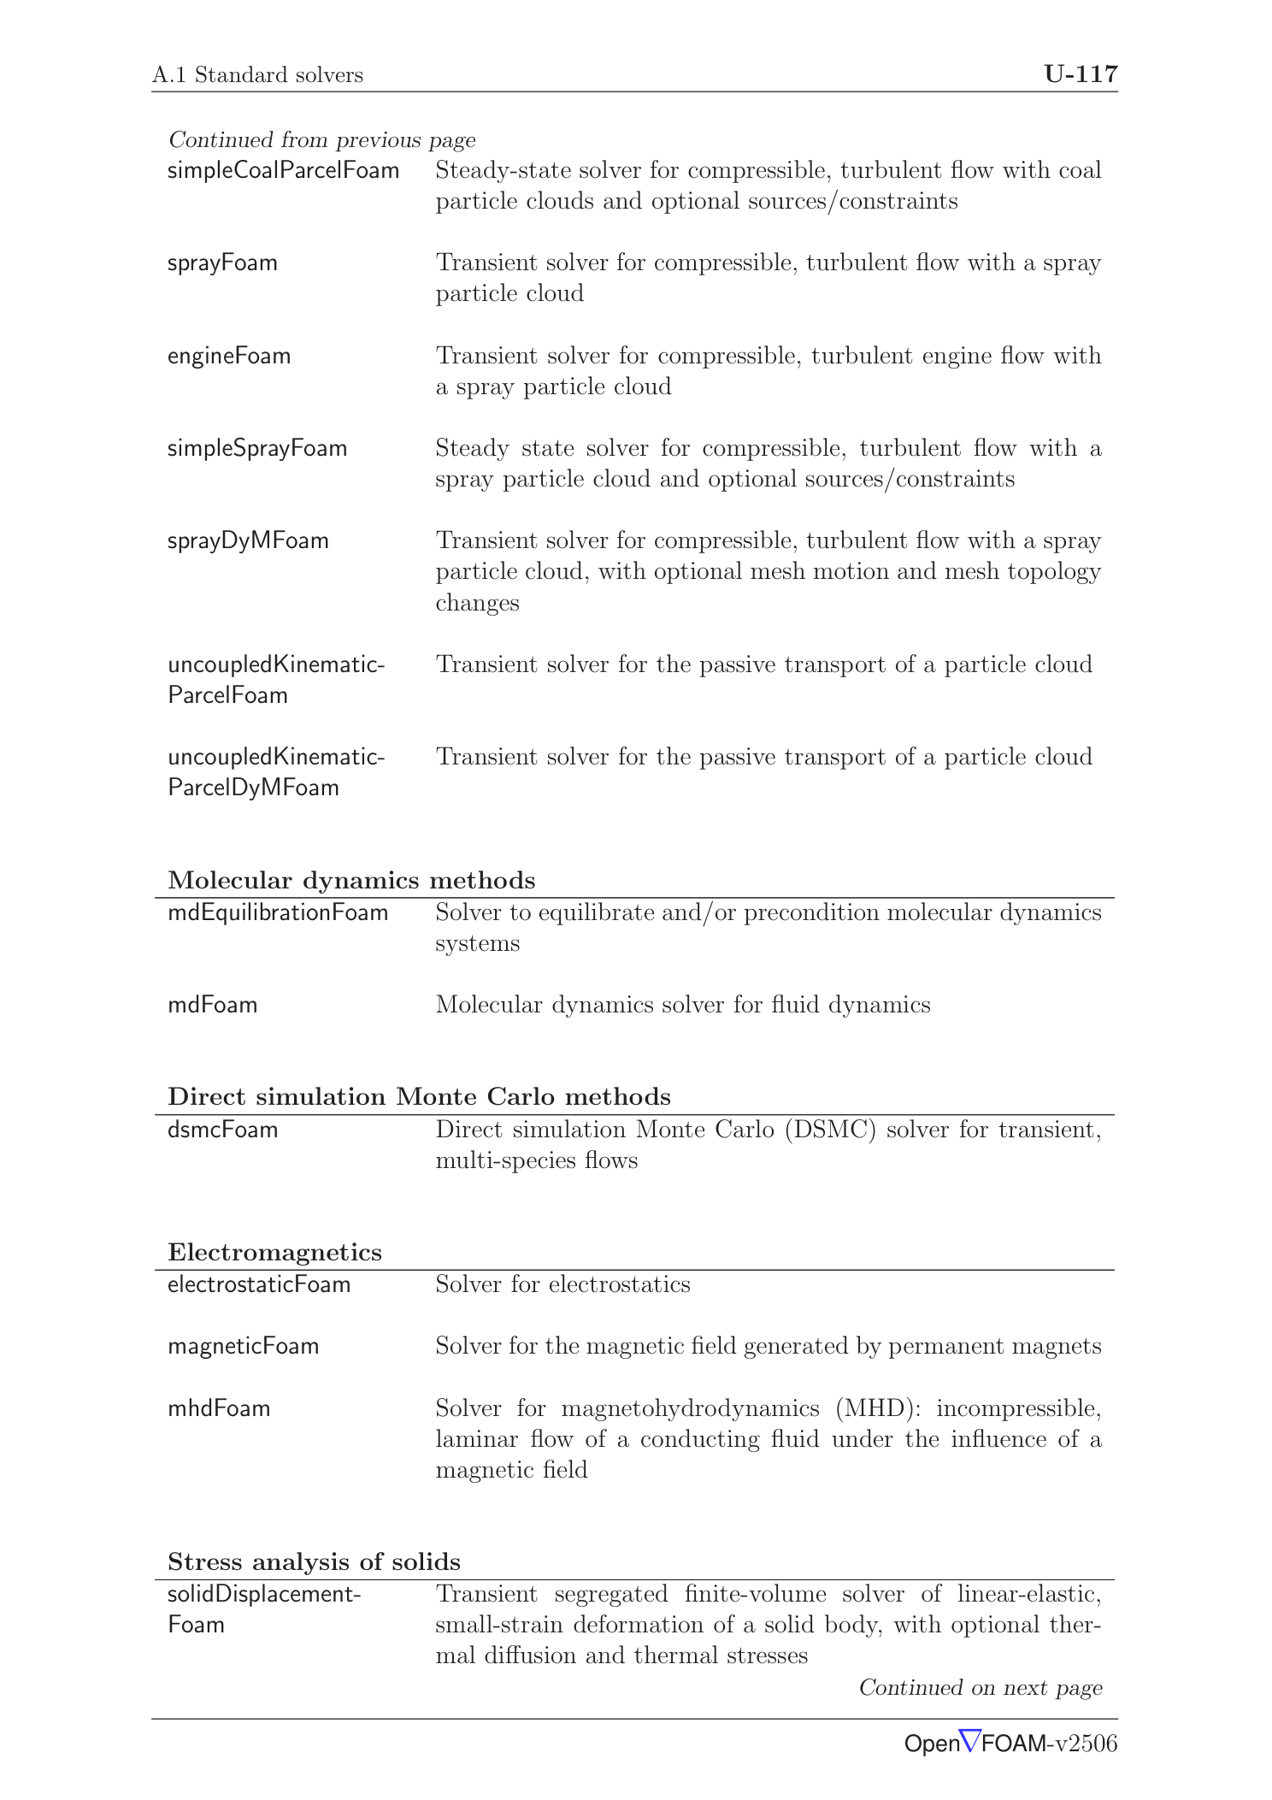 A.1 Standard solvers U-117
Continued from previous page
simpleCoalParcelFoam Steady-state solver for compressible, turbulent flow with coal
particle clouds and optional sources/constraints
sprayFoam Transient solver for compressible, turbulent flow with a spray
particle cloud
engineFoam Transient solver for compressible, turbulent engine flow with
a spray particle cloud
simpleSprayFoam Steady state solver for compressible, turbulent flow with a
spray particle cloud and optional sources/constraints
sprayDyMFoam Transient solver for compressible, turbulent flow with a spray
particle cloud, with optional mesh motion and mesh topology
changes
uncoupledKinematic- Transient solver for the passive transport of a particle cloud
ParcelFoam
uncoupledKinematic- Transient solver for the passive transport of a particle cloud
ParcelDyMFoam
Molecular dynamics methods
mdEquilibrationFoam Solver to equilibrate and/or precondition molecular dynamics
systems
mdFoam Molecular dynamics solver for fluid dynamics
Direct simulation Monte Carlo methods
dsmcFoam Direct simulation Monte Carlo (DSMC) solver for transient,
multi-species flows
Electromagnetics
electrostaticFoam Solver for electrostatics
magneticFoam Solver for the magnetic field generated by permanent magnets
mhdFoam Solver for magnetohydrodynamics (MHD): incompressible,
laminar flow of a conducting fluid under the influence of a
magnetic field
Stress analysis of solids
solidDisplacement- Transient segregated finite-volume solver of linear-elastic,
Foam small-strain deformation of a solid body, with optional ther-
mal diffusion and thermal stresses
Continued on next page
Open▽FOAM-v2506